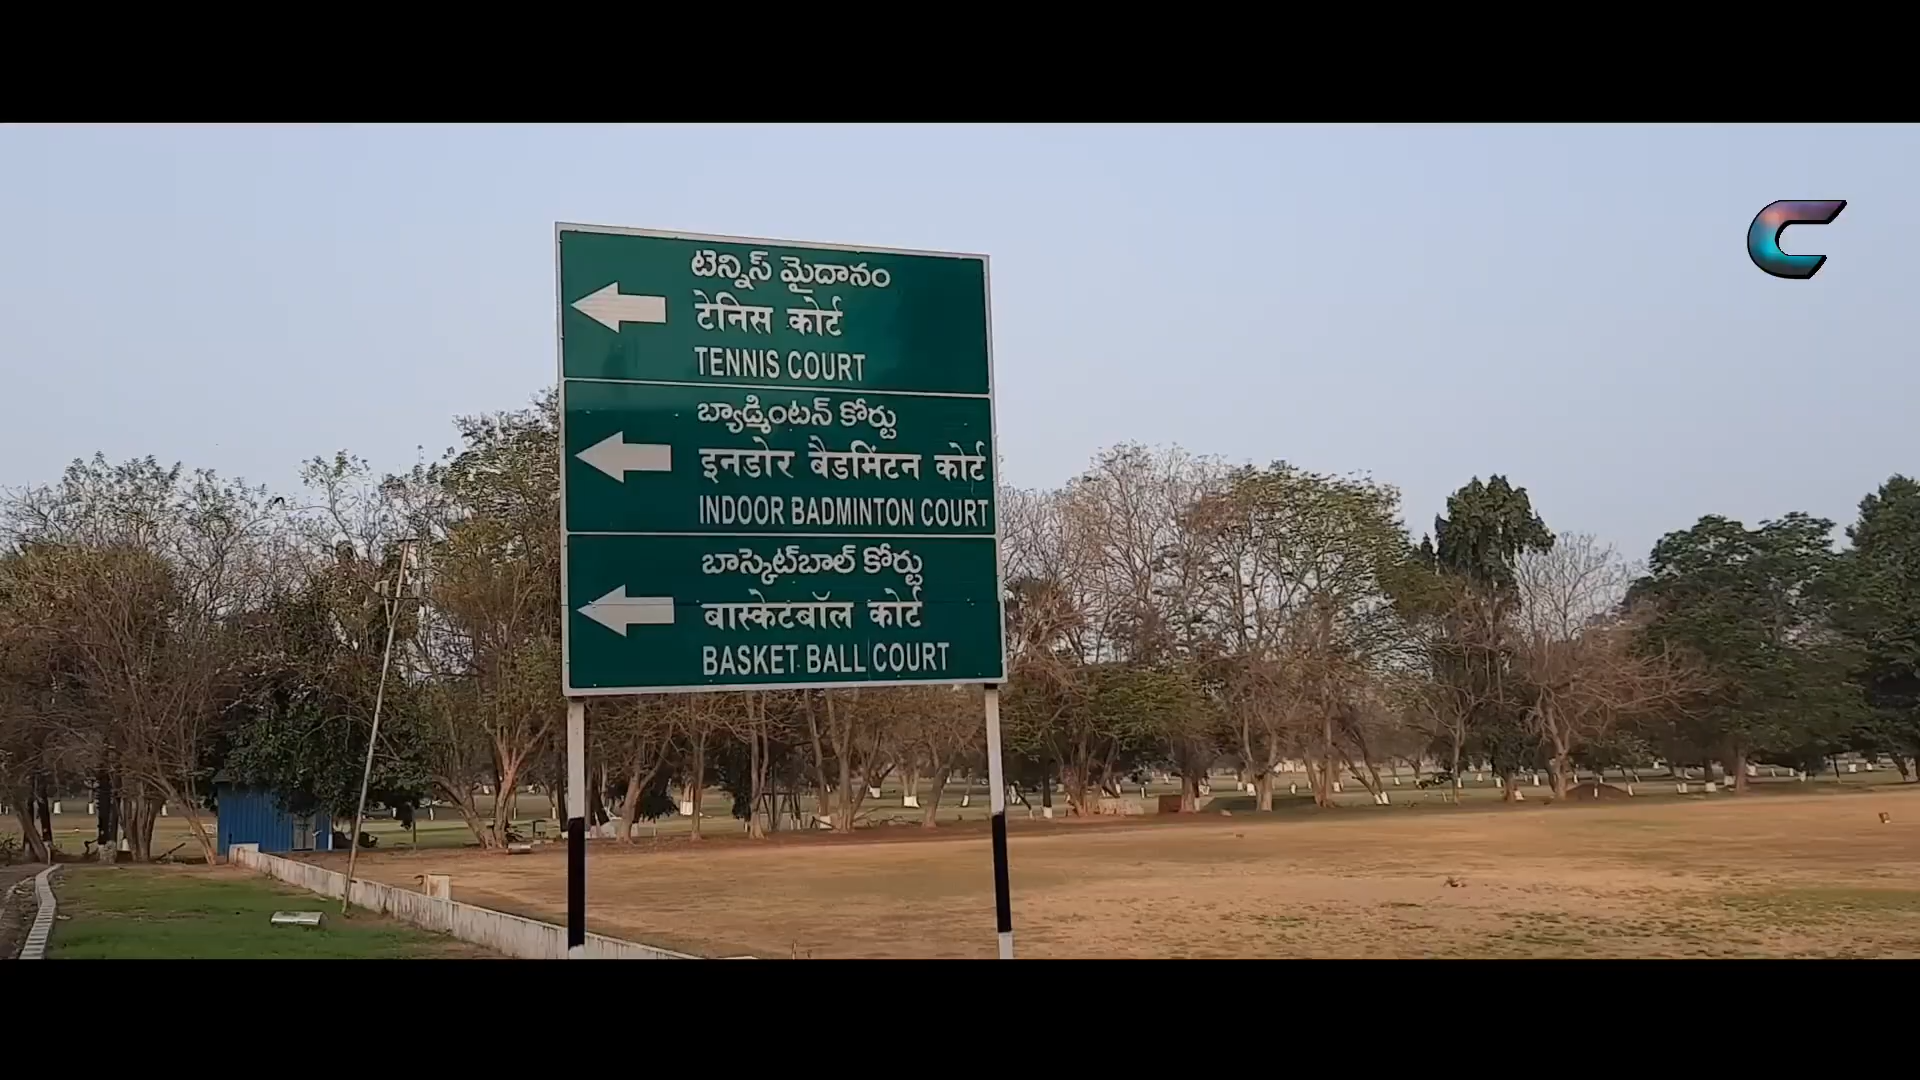 టెన్నిస్ మైదానం
टेनिस कोर्ट
TENNIS COURT
బ్యాడ్మింటన్ కోర్టు
इनडोर बैडमिंटन कोर्ट
INDOOR BADMINTON COURT
బాస్కెట్‌బాల్ కోర్టు
बास्केटबॉल कोर्ट
BASKET BALL COURT
C